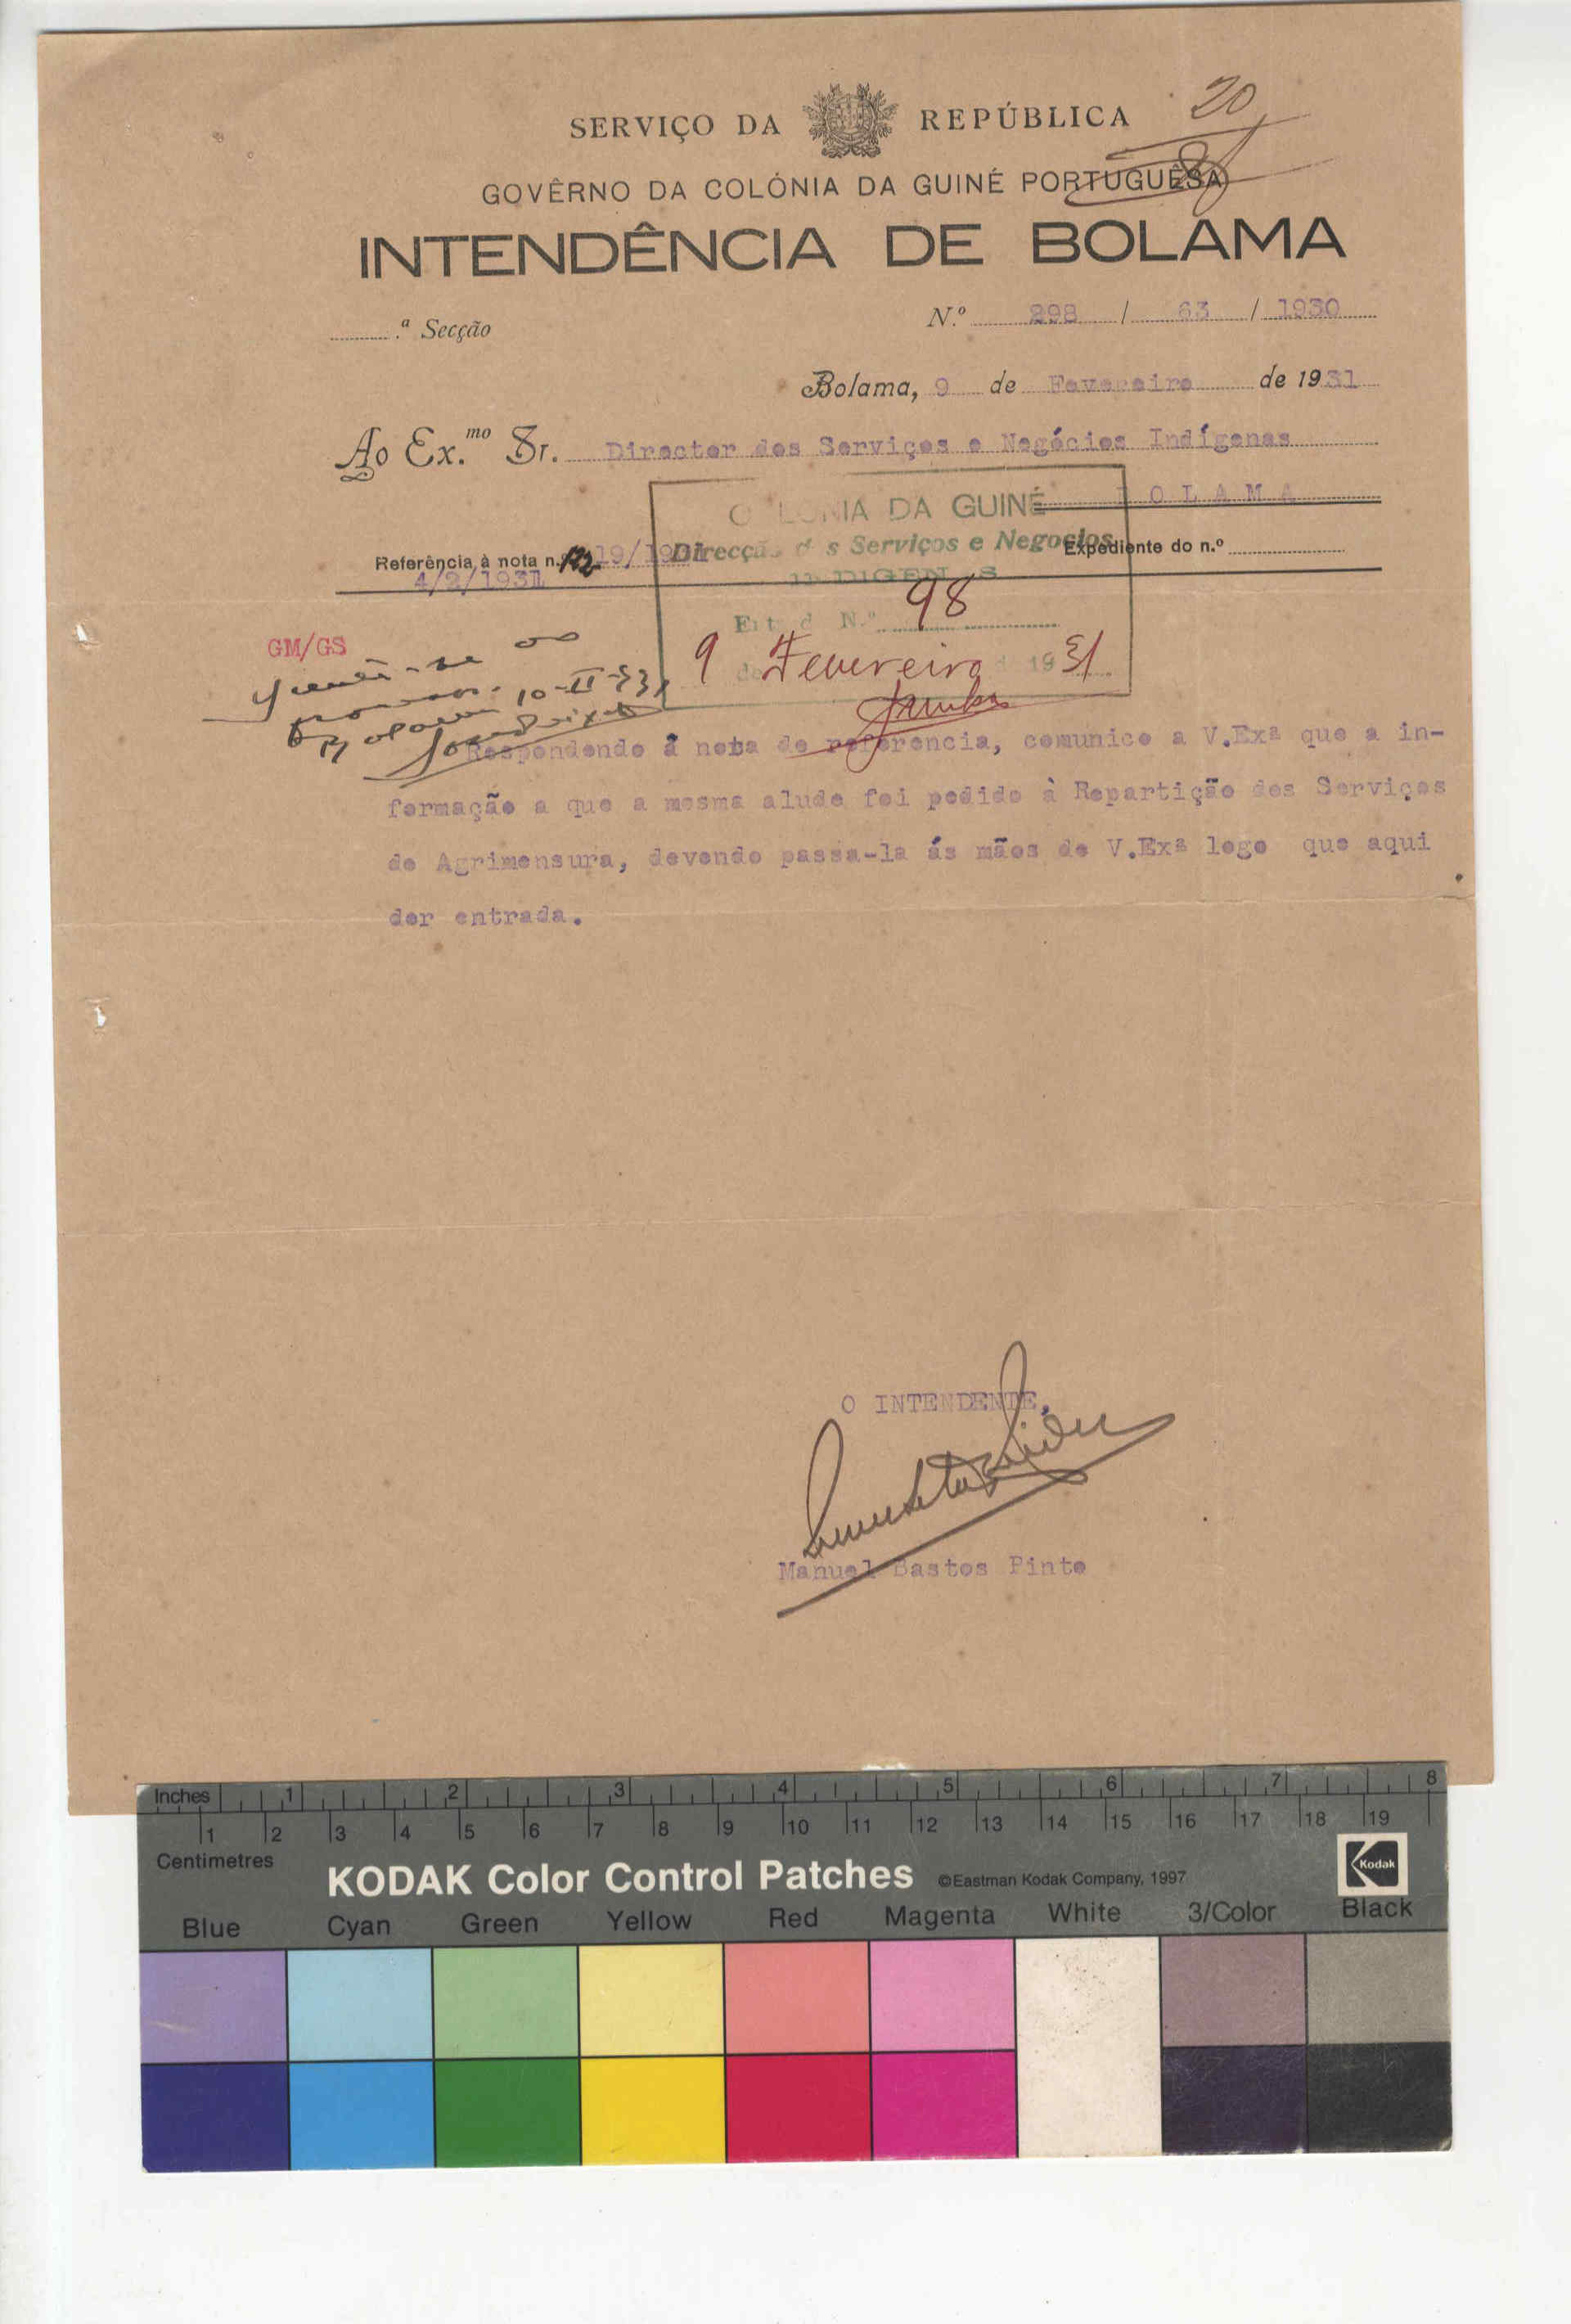 20
SERVIÇO DA REPÚBLICA
GOVÊRNO DA COLÓNIA DA GUINÉ PORTUGUÊSA
INTENDÊNCIA DE BOLAMA
.ª Secção
N.º 298 / 63 / 1930
Bolama, 9 de Fevereiro de 1931
Ao Ex.mo Sr. Director dos Serviços e Negócios Indígenas
BOLAMA
COLONIA DA GUINÉ
Direcção dos Serviços e Negocios
INDIGENAS
Referência à nota n.º 19/1931
Expediente do n.º
4/2/1931
Entrada N.º 98
9 de Fevereiro de 1931
GM/GS
10-II-931
Respondendo á nota de referencia, comunico a V.Exª que a in-
formação a que a mesma alude foi pedido à Repartição dos Serviços
de Agrimensura, devendo passa-la ás mãos de V.Exª logo que aqui
der entrada.
O INTENDENTE,
Manuel Bastos Pinto
Inches 1 2 3 4 5 6 7 8
1 2 3 4 5 6 7 8 9 10 11 12 13 14 15 16 17 18 19
Centimetres
KODAK Color Control Patches ©Eastman Kodak Company, 1997 Kodak
Blue Cyan Green Yellow Red Magenta White 3/Color Black